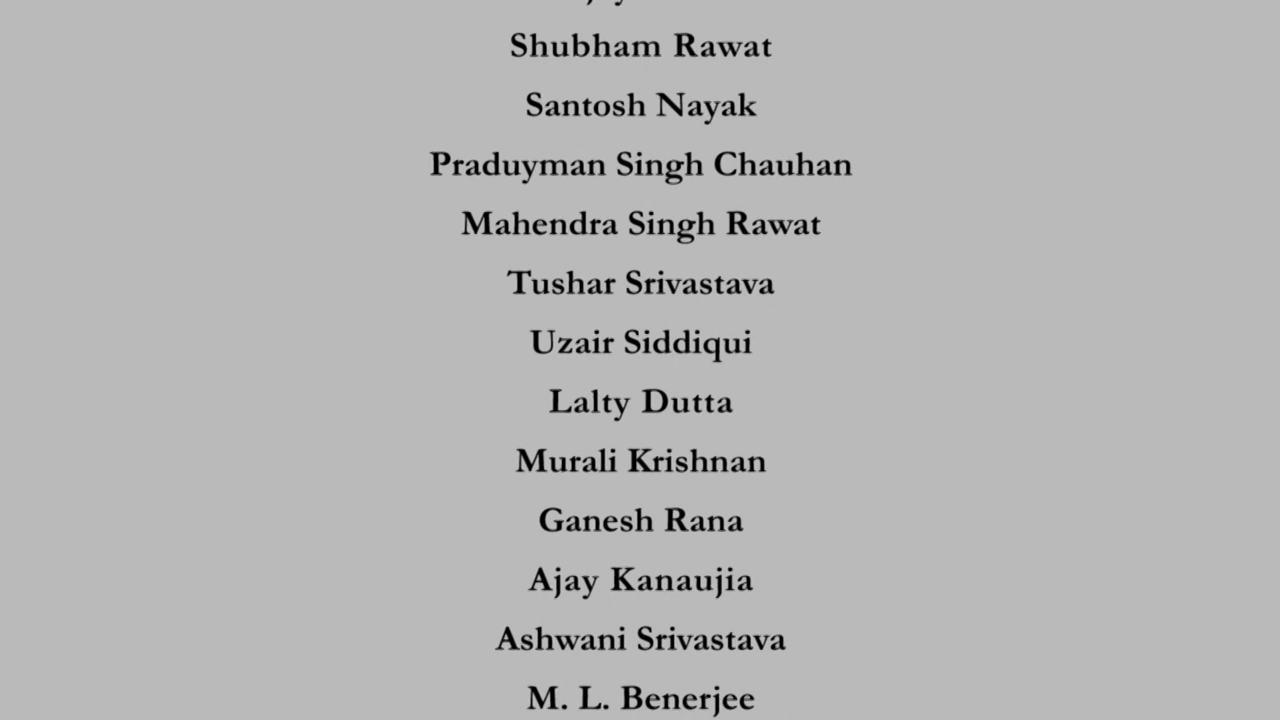 Shubham Rawat
Santosh Nayak
Praduyman Singh Chauhan
Mahendra Singh Rawat
Tushar Srivastava
Uzair Siddiqui
Lalty Dutta
Murali Krishnan
Ganesh Rana
Ajay Kanaujia
Ashwani Srivastava
M. L. Benerjee